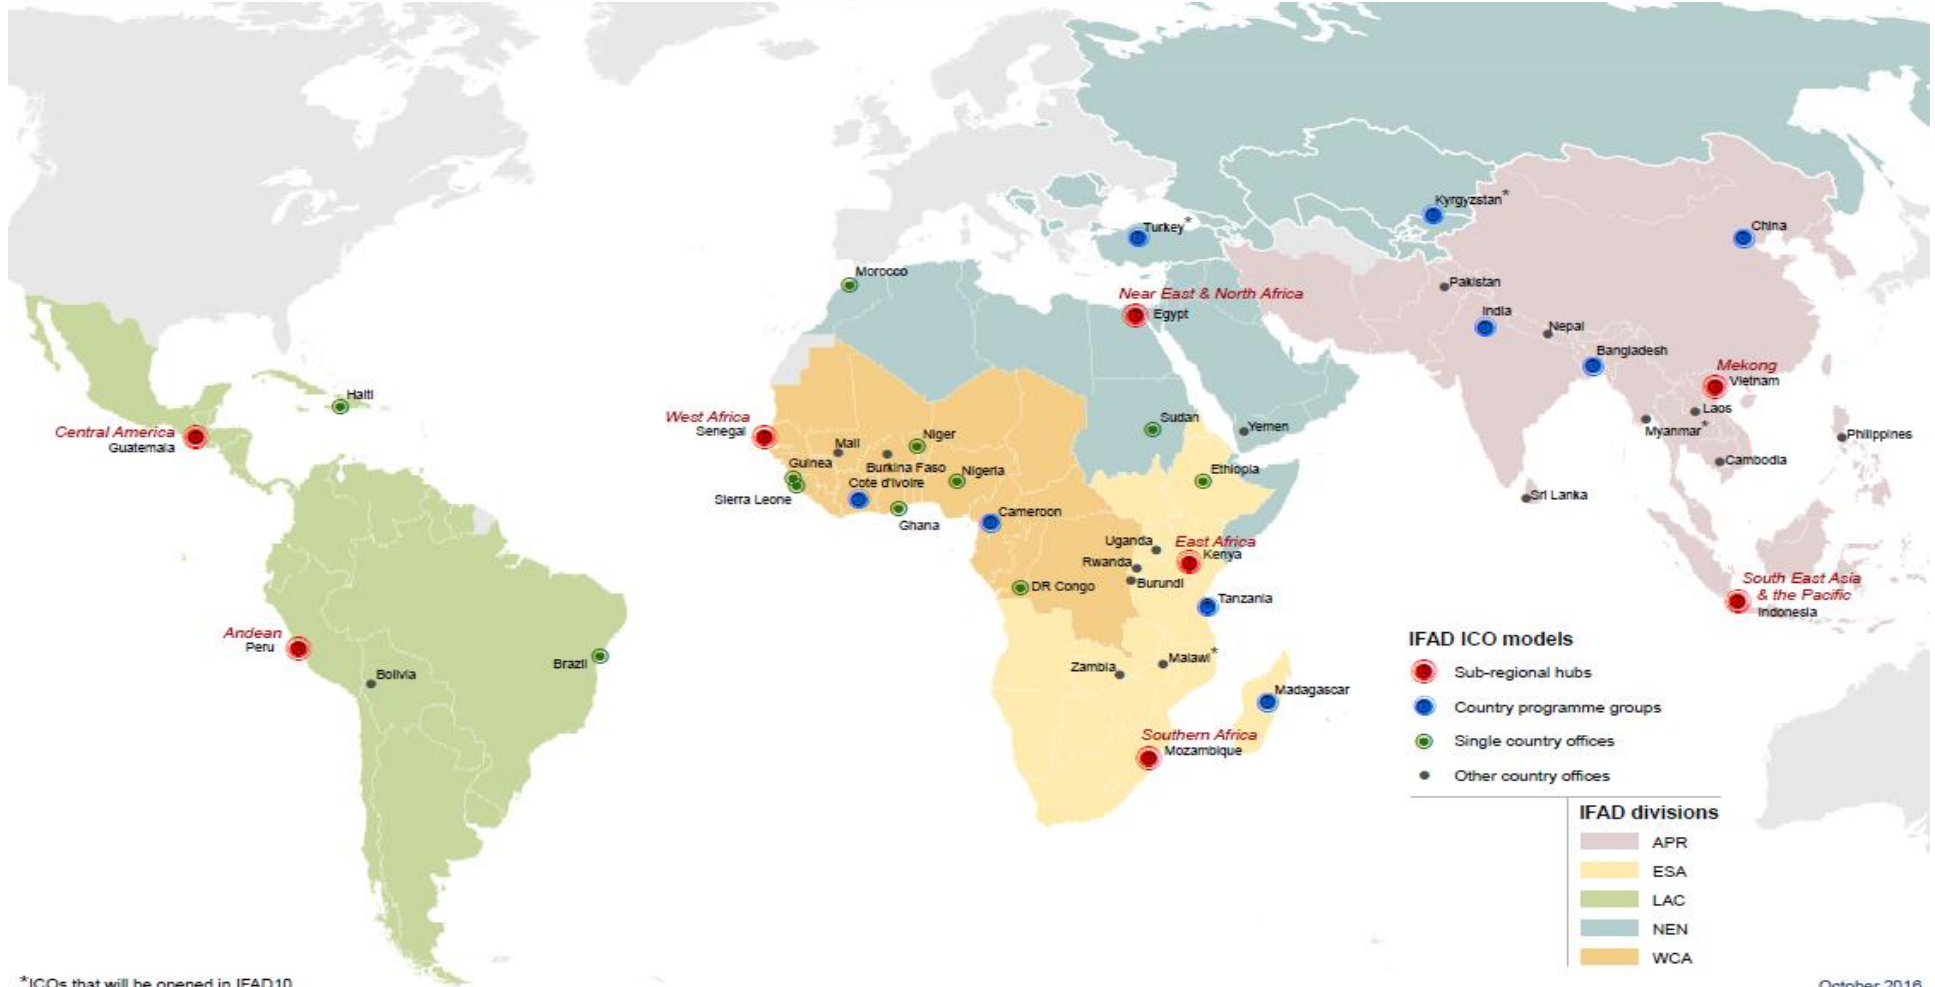 Kyrgyzstan*
Turkey*
China
Morocco
Pakistan
Near East & North Africa
Egypt
India
Nepal
Bangladesh
Mekong
Vietnam
Haiti
Laos
Myanmar*
Philippines
Cambodia
Sri Lanka
Central America
Guatemala
West Africa
Senegal
Sudan
Yemen
Mali
Niger
Guinea
Burkina Faso
Nigeria
Ethiopia
Cote d'Ivoire
Sierra Leone
Ghana
Cameroon
Uganda
East Africa
Kenya
Rwanda
Burundi
DR Congo
Tanzania
South East Asia
& the Pacific
Indonesia
Andean
Peru
Bolivia
Brazil
Zambia
Malawi*
Madagascar
Southern Africa
Mozambique
IFAD ICO models
Sub-regional hubs
Country programme groups
Single country offices
Other country offices
IFAD divisions
APR
ESA
LAC
NEN
WCA
*ICOs that will be opened in IFAD10
October 2016